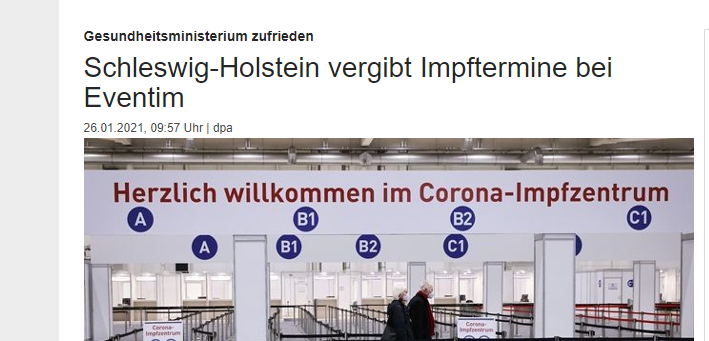 Gesundheitsministerium zufrieden
Schleswig-Holstein vergibt Impftermine bei
Eventim
26.01.2021, 09:57 Uhr | dpa
Herzlich willkommen im Corona-Impfzentrum
A B1 B2 C1
A B1 B2 C1
Corona-
Impfzentrum
Corona-
Impfzentrum